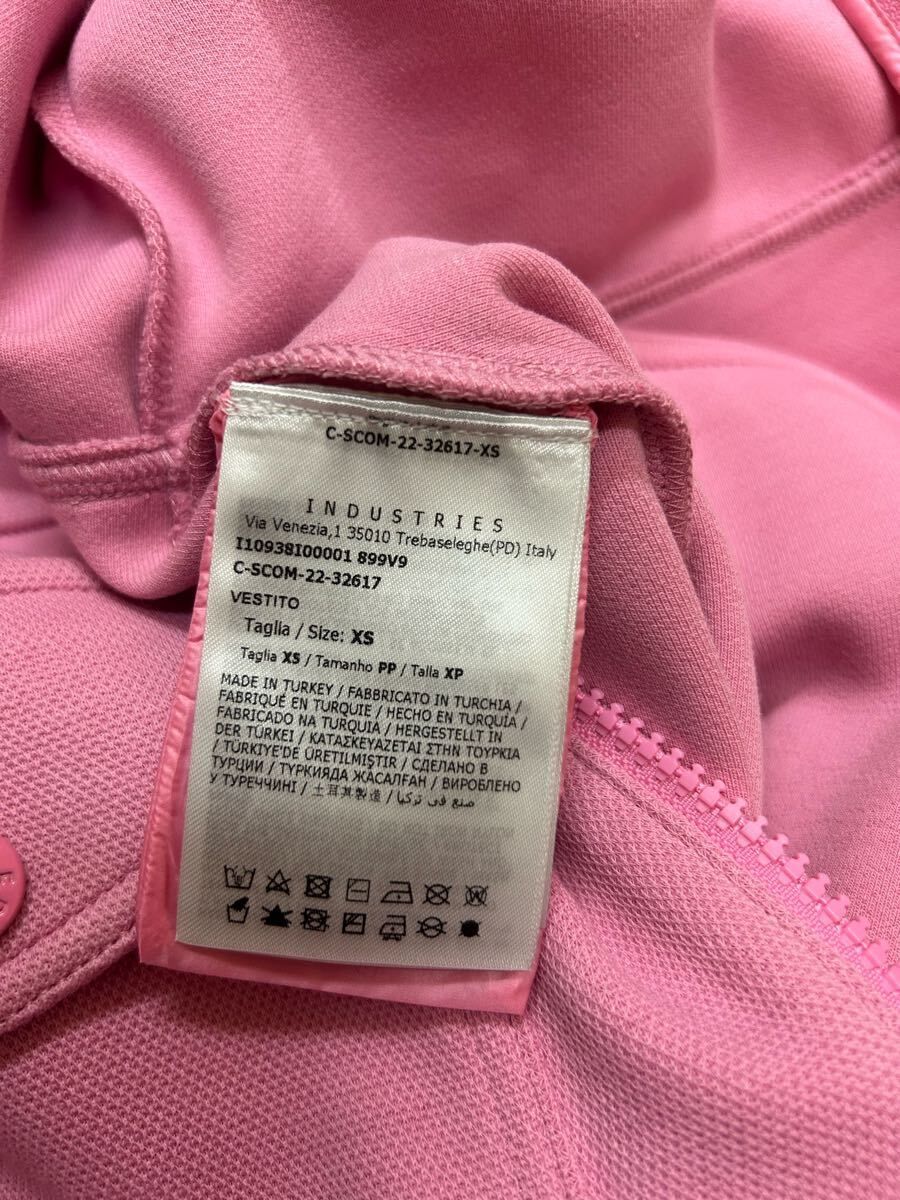 C-SCOM-22-32617-XS
INDUSTRIES
Via Venezia,1 35010 Trebaseleghe(PD) Italy
I10938I00001 899V9
C-SCOM-22-32617
VESTITO
Taglia / Size: XS
Taglia XS / Tamanho PP / Talla XP
MADE IN TURKEY / FABBRICATO IN TURCHIA /
FABRIQUÉ EN TURQUIE / HECHO EN TURQUÍA /
FABRICADO NA TURQUIA / HERGESTELLT IN
DER TÜRKEI / ΚΑΤΑΣΚΕΥΑΖΕΤΑΙ ΣΤΗΝ ΤΟΥΡΚΙΑ
/ TÜRKİYE'DE ÜRETİLMİŞTİR / СДЕЛАНО В
ТУРЦИИ / ТҮРКИЯДА ЖАСАЛҒАН / ВИРОБЛЕНО
У ТУРЕЧЧИНІ / 土耳其製造 / صنع في تركيا